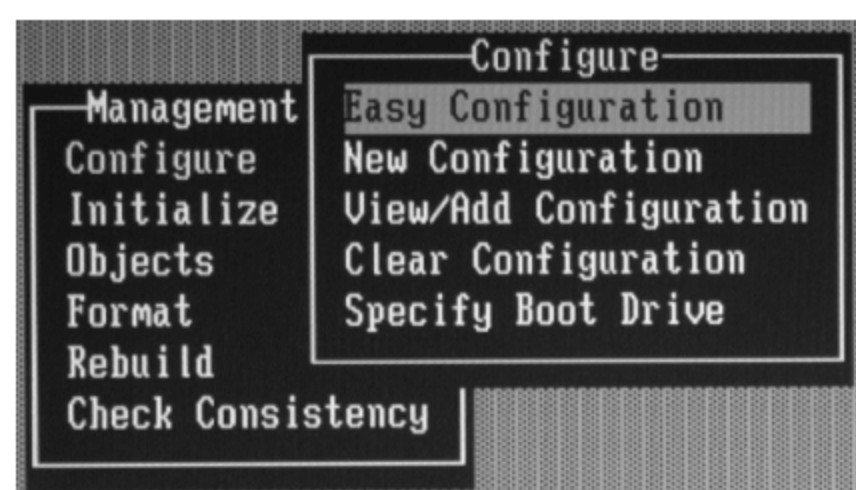 Management
Configure
Initialize
Objects
Format
Rebuild
Check Consistency
Configure
Easy Configuration
New Configuration
View/Add Configuration
Clear Configuration
Specify Boot Drive